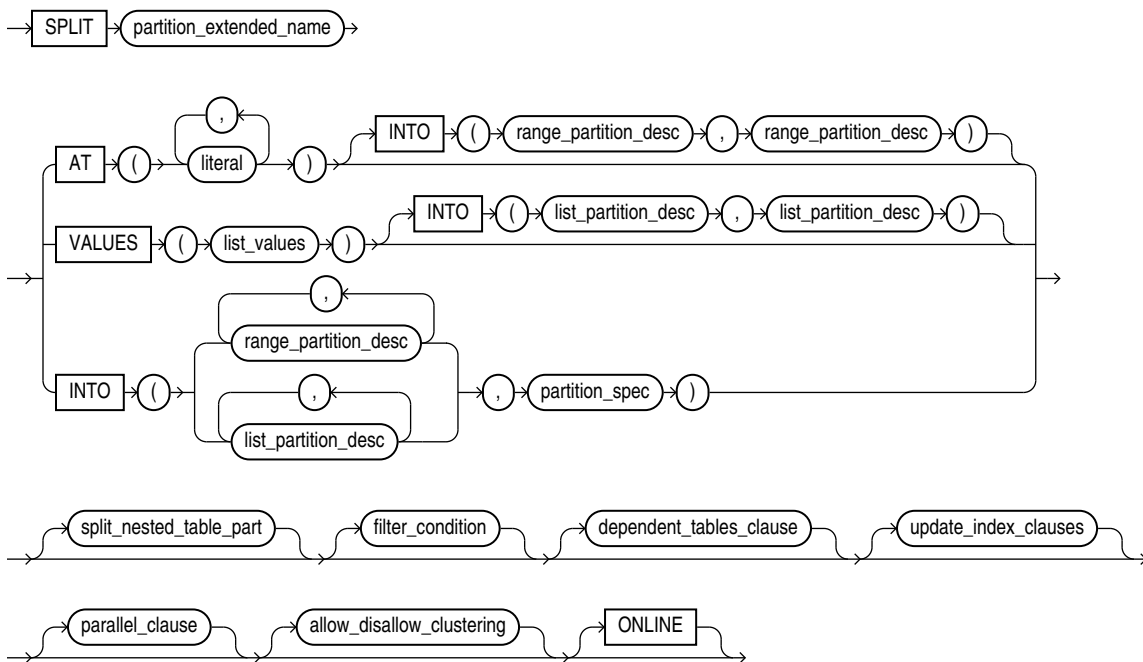 SPLIT partition_extended_name
,
INTO ( range_partition_desc , range_partition_desc )
AT ( literal )
INTO ( list_partition_desc , list_partition_desc )
VALUES ( list_values )
,
range_partition_desc
INTO ( , , partition_spec )
list_partition_desc
split_nested_table_part filter_condition dependent_tables_clause update_index_clauses
parallel_clause allow_disallow_clustering ONLINE